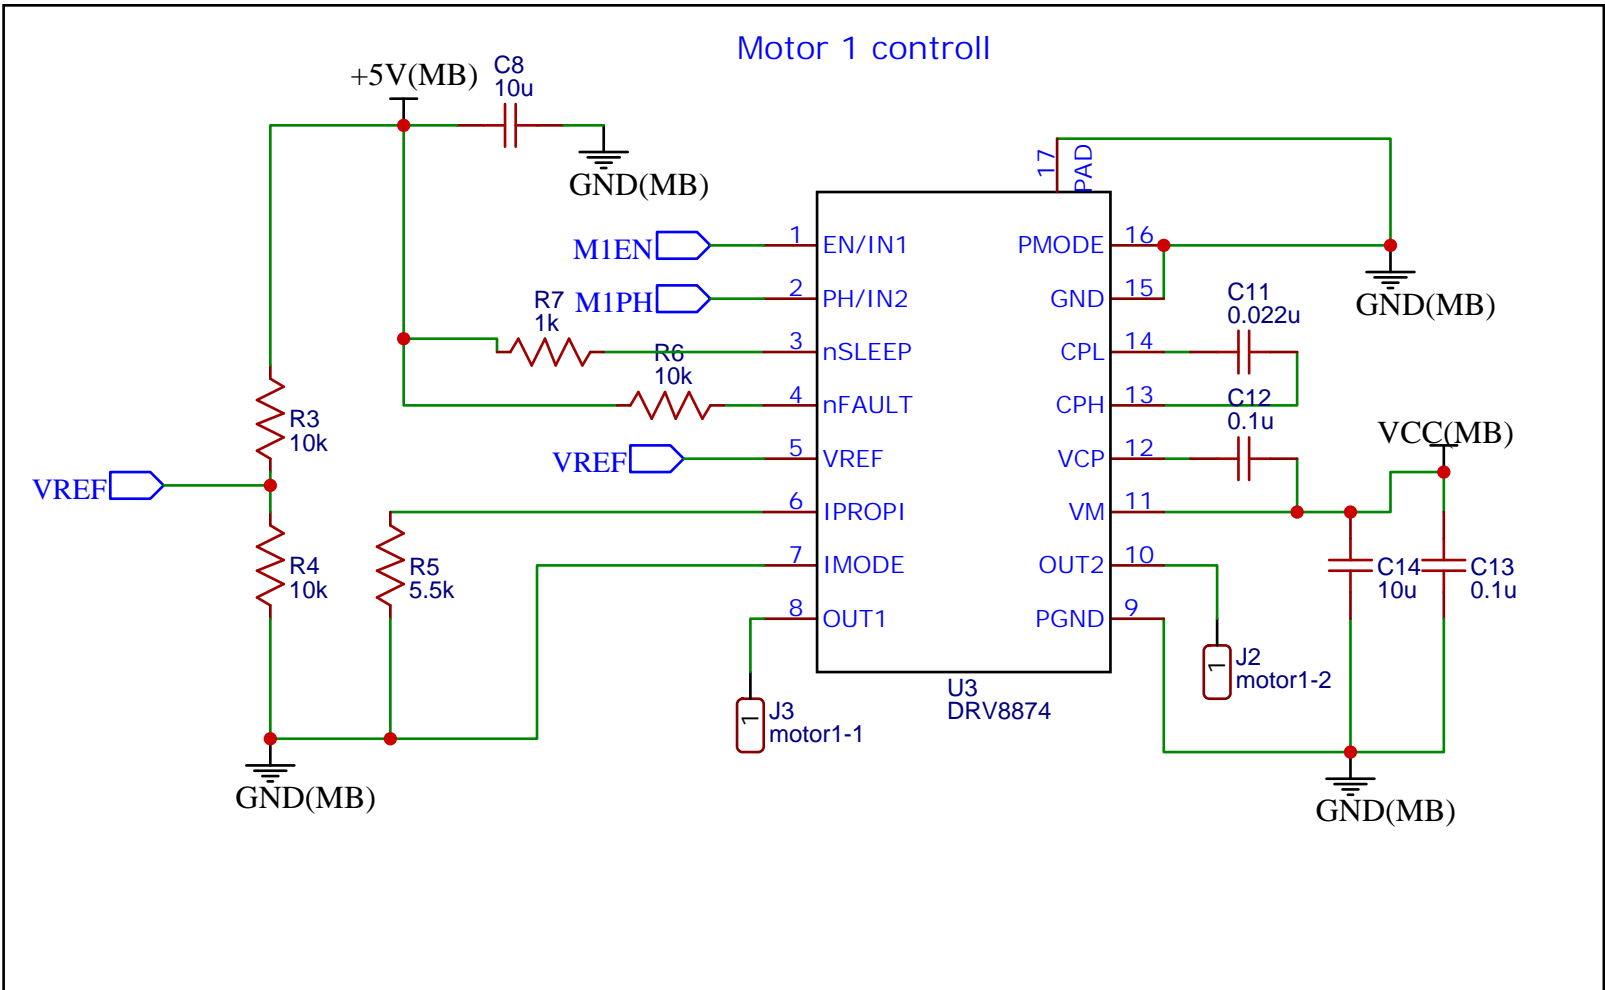 Motor 1 controll
+5V(MB)
C8
10u
GND(MB)
17
PAD
M1EN
1
EN/IN1
PMODE
16
M1PH
2
PH/IN2
GND
15
GND(MB)
R7
1k
3
nSLEEP
CPL
14
C11
0.022u
R6
10k
4
nFAULT
CPH
13
C12
0.1u
VCC(MB)
R3
10k
VREF
5
VREF
VCP
12
VREF
6
IPROPI
VM
11
R4
10k
R5
5.5k
7
IMODE
OUT2
10
C14
10u
C13
0.1u
8
OUT1
PGND
9
1
J2
motor1-2
U3
DRV8874
1
J3
motor1-1
GND(MB)
GND(MB)